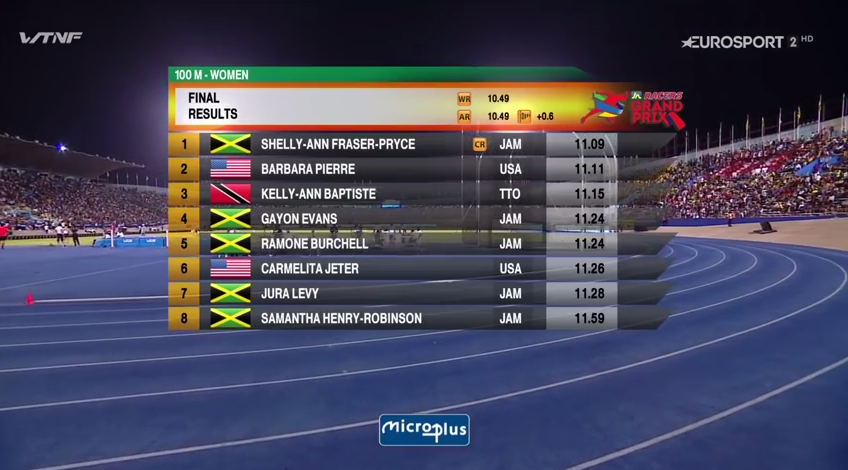 WTNF
EUROSPORT 2 HD
100 M - WOMEN
FINAL
RESULTS
WR 10.49
AR 10.49 +0.6
RACERS
GRAND
PRIX
1 SHELLY-ANN FRASER-PRYCE CR JAM 11.09
2 BARBARA PIERRE USA 11.11
3 KELLY-ANN BAPTISTE TTO 11.15
4 GAYON EVANS JAM 11.24
5 RAMONE BURCHELL JAM 11.24
6 CARMELITA JETER USA 11.26
7 JURA LEVY JAM 11.28
8 SAMANTHA HENRY-ROBINSON JAM 11.59
Microplus